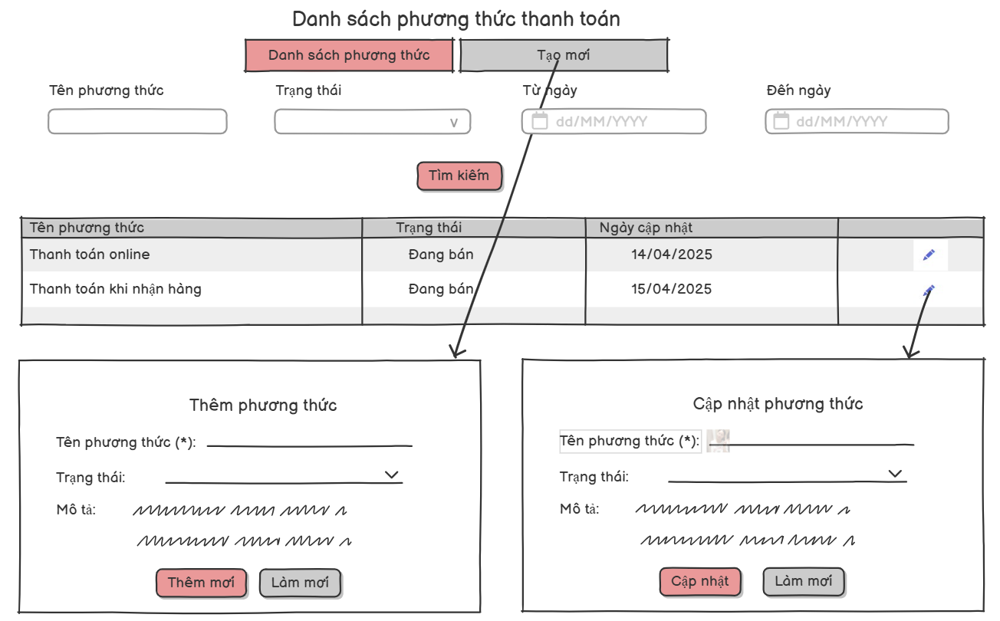 Danh sách phương thức thanh toán
Danh sách phương thức
Tạo mới
Tên phương thức
Trạng thái
Từ ngày
Đến ngày
v
dd/MM/YYYY
dd/MM/YYYY
Tìm kiếm
Tên phương thức
Trạng thái
Ngày cập nhật
Thanh toán online
Đang bán
14/04/2025
Thanh toán khi nhận hàng
Đang bán
15/04/2025
Thêm phương thức
Tên phương thức (*):
Trạng thái:
Mô tả:
Thêm mới
Làm mới
Cập nhật phương thức
Tên phương thức (*):
Trạng thái:
Mô tả:
Cập nhật
Làm mới